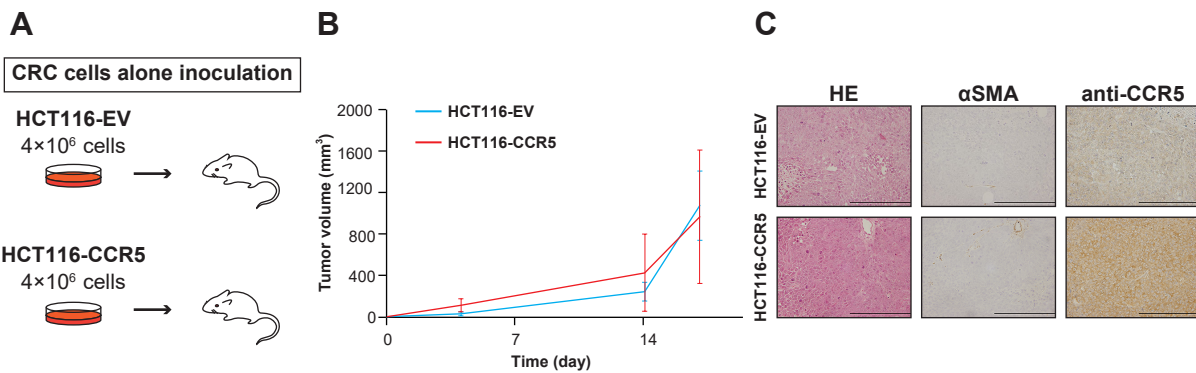 A
CRC cells alone inoculation
HCT116-EV
4×10⁶ cells
HCT116-CCR5
4×10⁶ cells
B
Tumor volume (mm³)
2000
1600
1200
800
400
0
HCT116-EV
HCT116-CCR5
0 7 14
Time (day)
C
HE αSMA anti-CCR5
HCT116-EV
HCT116-CCR5